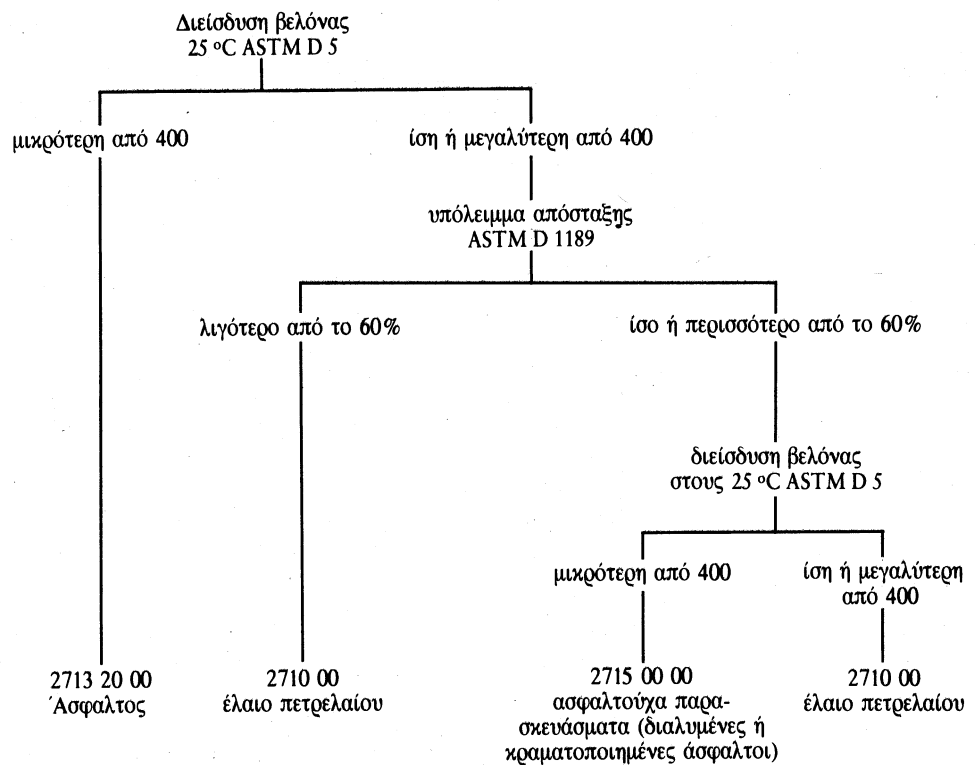 Διείσδυση βελόνας
25 ºC ASTM D 5
μικρότερη από 400
ίση ή μεγαλύτερη από 400
υπόλειμμα απόσταξης
ASTM D 1189
λιγότερο από το 60%
ίσο ή περισσότερο από το 60%
διείσδυση βελόνας
στους 25 ºC ASTM D 5
μικρότερη από 400
ίση ή μεγαλύτερη
από 400
2713 20 00
Άσφαλτος
2710 00
έλαιο πετρελαίου
2715 00 00
ασφαλτούχα παρα-
σκευάσματα (διαλυμένες ή
κραματοποιημένες άσφαλτοι)
2710 00
έλαιο πετρελαίου